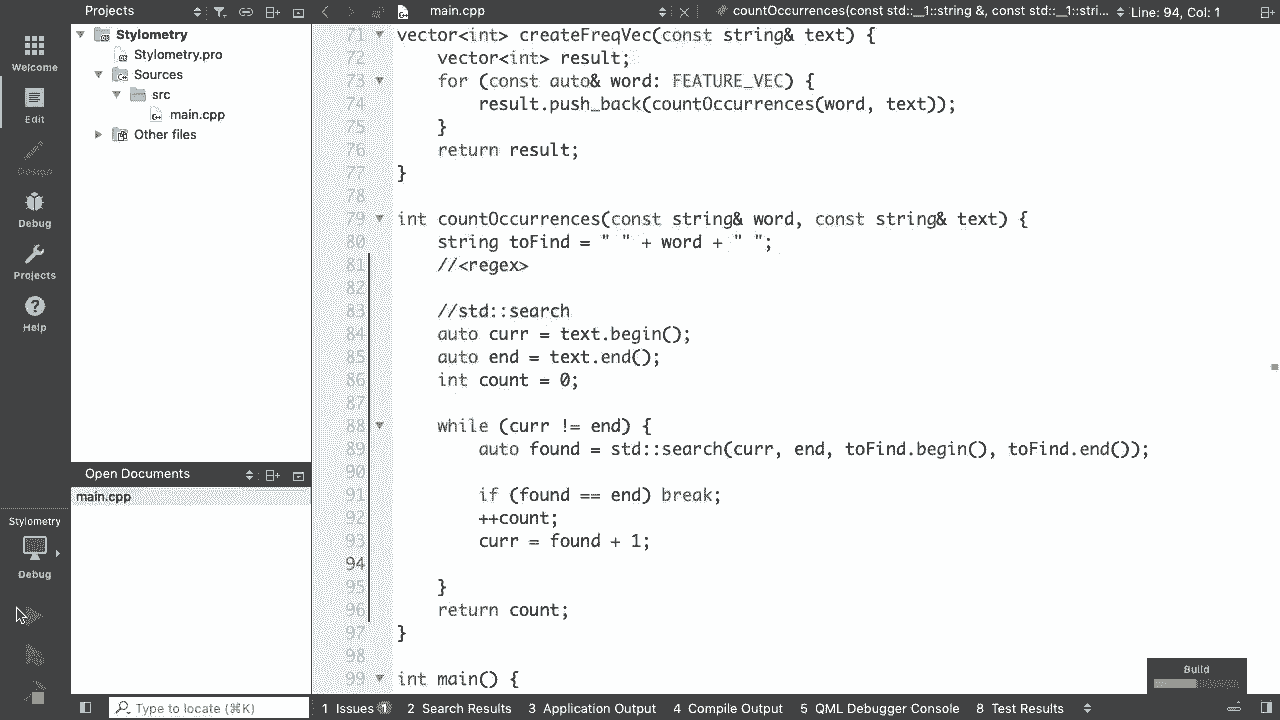 Projects
main.cpp
countOccurrences(const std::__1::string &, const std::__1::stri...
Line: 94, Col: 1
Welcome
Edit
Design
Debug
Projects
Help
Stylometry
Debug
Stylometry
Stylometry.pro
Sources
src
main.cpp
Other files
Open Documents
main.cpp
71 vector<int> createFreqVec(const string& text) {
72 vector<int> result;
73 for (const auto& word: FEATURE_VEC) {
74 result.push_back(countOccurrences(word, text));
75 }
76 return result;
77 }
78
79 int countOccurrences(const string& word, const string& text) {
80 string toFind = " " + word + " ";
81 //<regex>
82
83 //std::search
84 auto curr = text.begin();
85 auto end = text.end();
86 int count = 0;
87
88 while (curr != end) {
89 auto found = std::search(curr, end, toFind.begin(), toFind.end());
90
91 if (found == end) break;
92 ++count;
93 curr = found + 1;
94
95 }
96 return count;
97 }
98
99 int main() {
Build
Type to locate (⌘K)
1 Issues 1
2 Search Results
3 Application Output
4 Compile Output
5 QML Debugger Console
8 Test Results